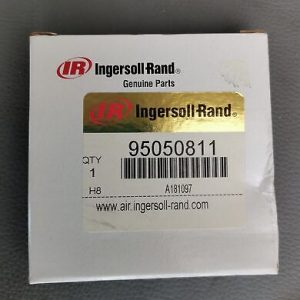 IR Ingersoll-Rand®
Genuine Parts
IR Ingersoll-Rand®
95050811
QTY
1
H8 A181097
www.air.ingersoll-rand.com